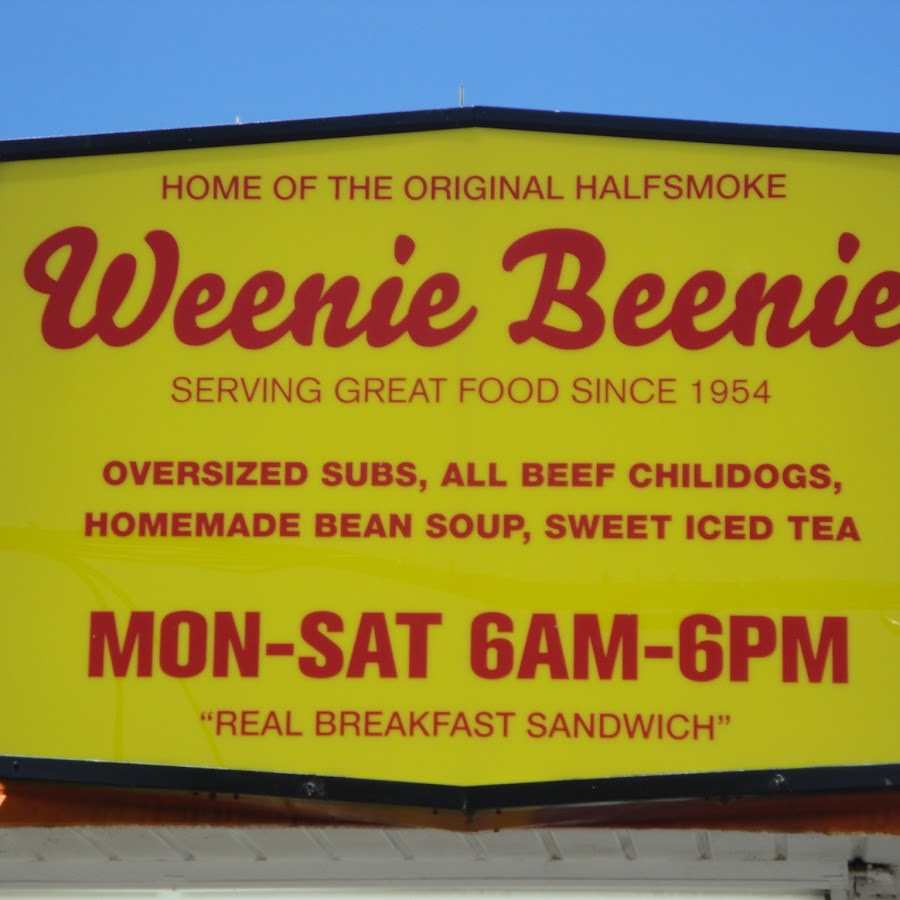 HOME OF THE ORIGINAL HALFSMOKE
Weenie Beenie
SERVING GREAT FOOD SINCE 1954
OVERSIZED SUBS, ALL BEEF CHILIDOGS,
HOMEMADE BEAN SOUP, SWEET ICED TEA
MON-SAT 6AM-6PM
“REAL BREAKFAST SANDWICH”